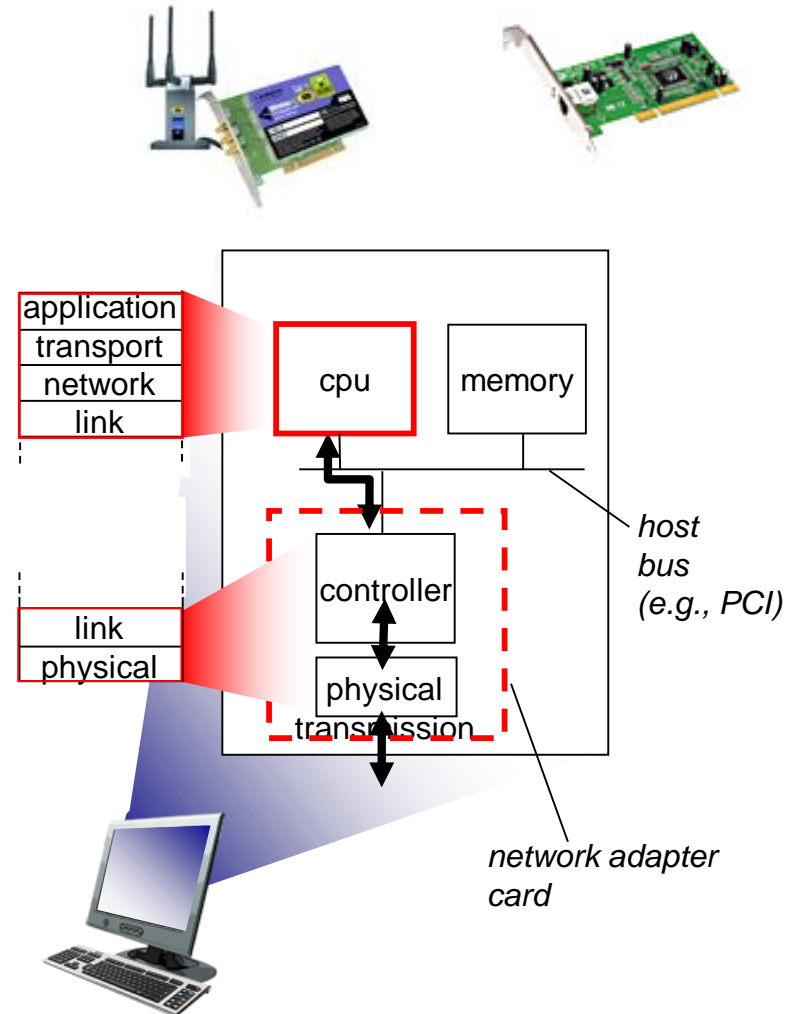 application
transport
network
link
cpu
memory
host
bus
(e.g., PCI)
controller
link
physical
physical
transmission
network adapter
card